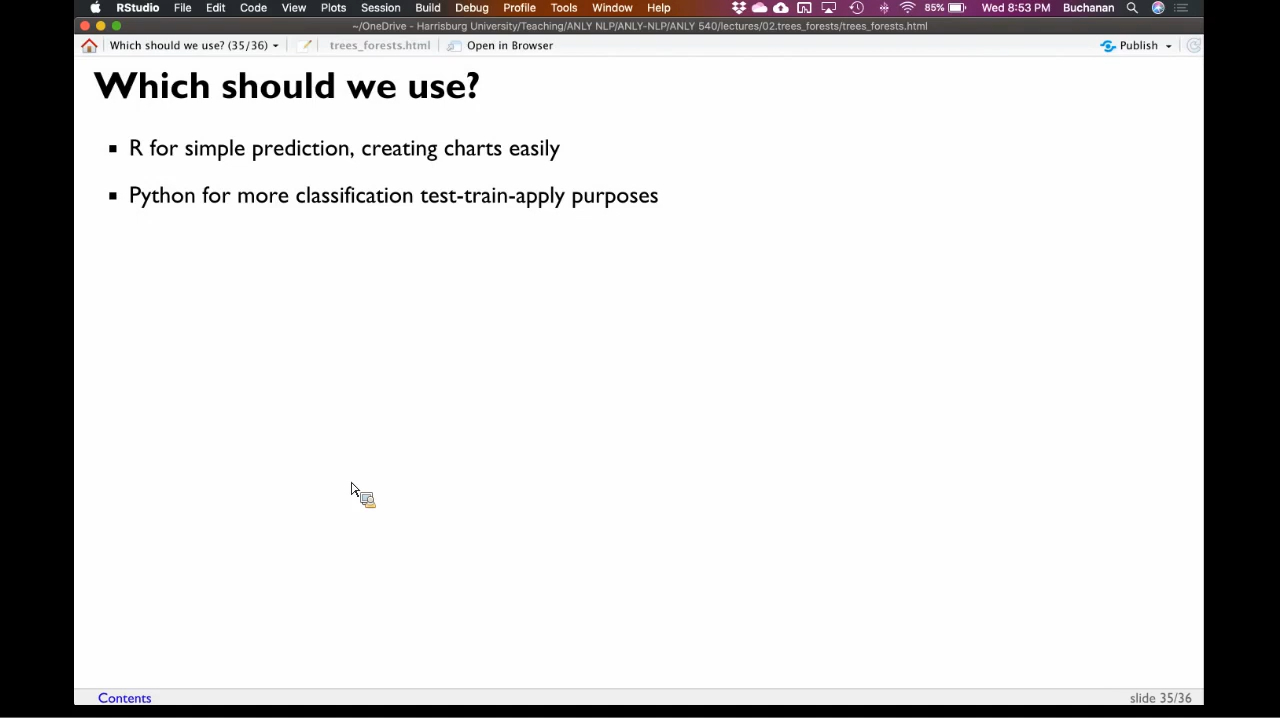 RStudio File Edit Code View Plots Session Build Debug Profile Tools Window Help 85% Wed 8:53 PM Buchanan
~/OneDrive - Harrisburg University/Teaching/ANLY NLP/ANLY-NLP/ANLY 540/lectures/02.trees_forests/trees_forests.html
Which should we use? (35/36) trees_forests.html Open in Browser Publish
Which should we use?
R for simple prediction, creating charts easily
Python for more classification test-train-apply purposes
Contents slide 35/36